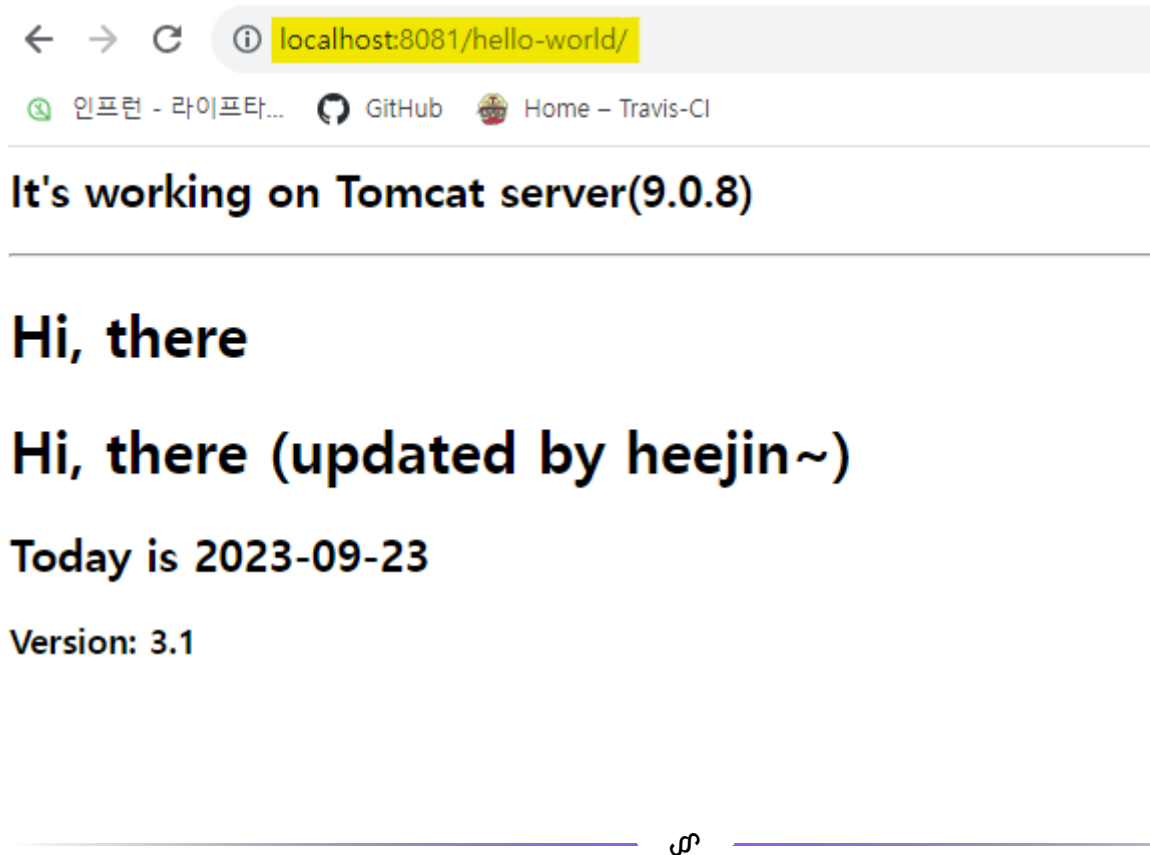 localhost:8081/hello-world/
인프런 - 라이프타... GitHub Home – Travis-CI
It's working on Tomcat server(9.0.8)
Hi, there
Hi, there (updated by heejin~)
Today is 2023-09-23
Version: 3.1